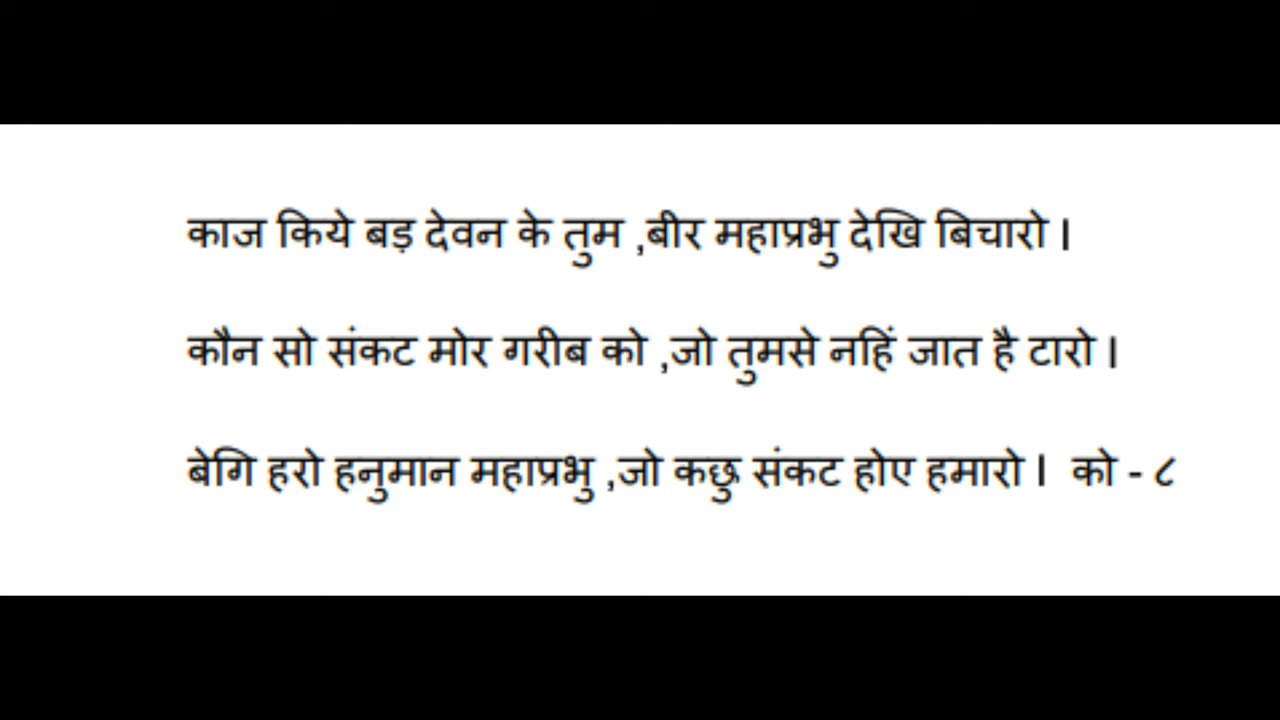 काज किये बड़ देवन के तुम ,बीर महाप्रभु देखि बिचारो ।
कौन सो संकट मोर गरीब को ,जो तुमसे नहिं जात है टारो ।
बेगि हरो हनुमान महाप्रभु ,जो कछु संकट होए हमारो ।  को - ८